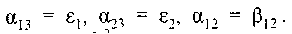 α₁₃ = ε₁, α₂₃ = ε₂, α₁₂ = β₁₂.